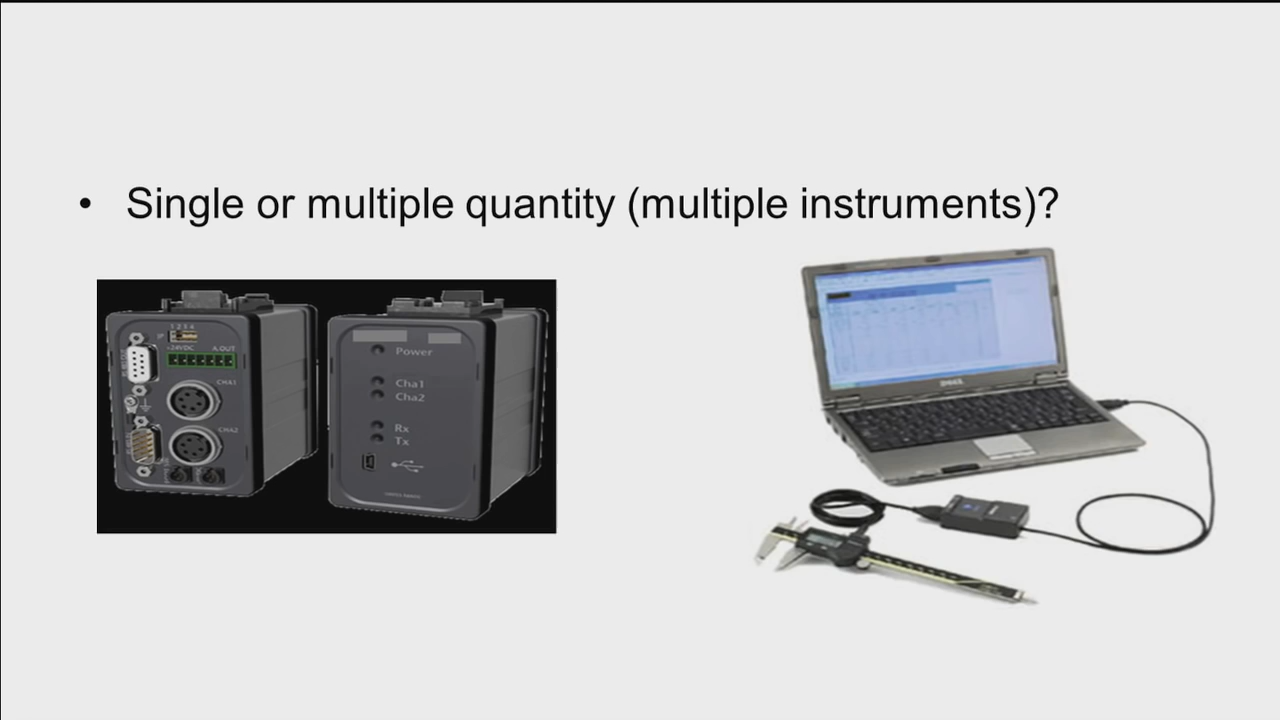 • Single or multiple quantity (multiple instruments)?
1 2 3 4
+24VDC A.OUT
CHA1
CHA2
Power
Cha1
Cha2
Rx
Tx
DELL